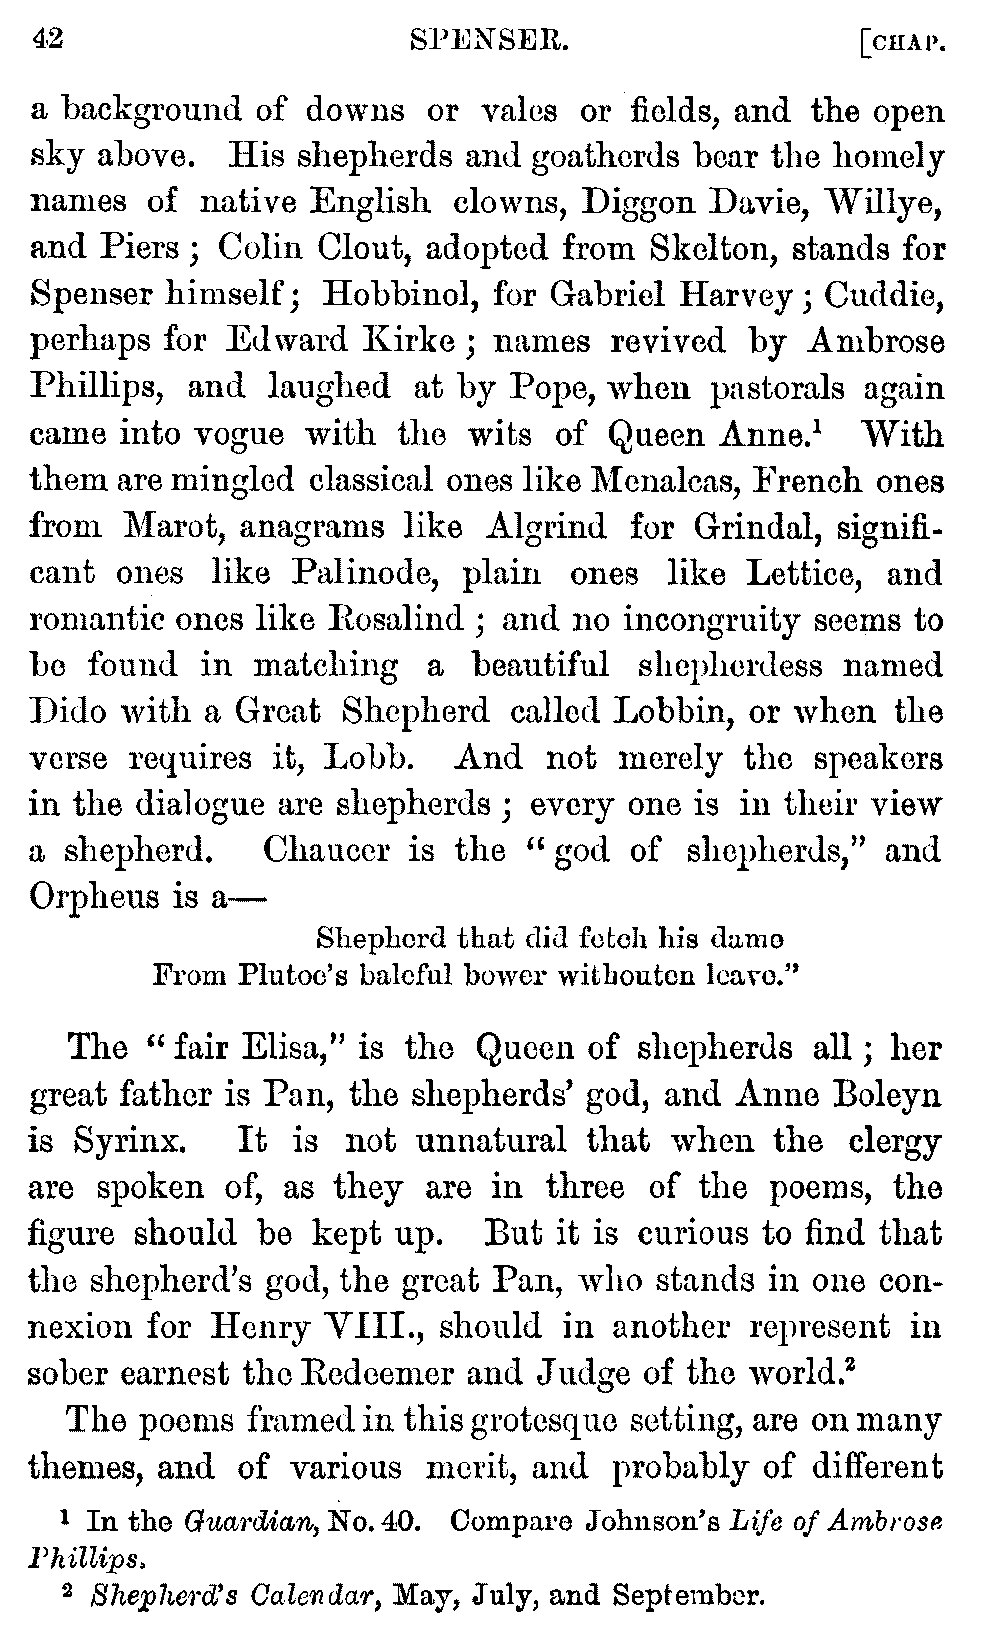 42 SPENSER. [CHAP.
a background of downs or vales or fields, and the open
sky above. His shepherds and goatherds bear the homely
names of native English clowns, Diggon Davie, Willye,
and Piers; Colin Clout, adopted from Skelton, stands for
Spenser himself; Hobbinol, for Gabriel Harvey; Cuddie,
perhaps for Edward Kirke; names revived by Ambrose
Phillips, and laughed at by Pope, when pastorals again
came into vogue with the wits of Queen Anne.¹ With
them are mingled classical ones like Menalcas, French ones
from Marot, anagrams like Algrind for Grindal, signifi-
cant ones like Palinode, plain ones like Lettice, and
romantic ones like Rosalind; and no incongruity seems to
be found in matching a beautiful shepherdess named
Dido with a Great Shepherd called Lobbin, or when the
verse requires it, Lobb. And not merely the speakers
in the dialogue are shepherds; every one is in their view
a shepherd. Chaucer is the "god of shepherds," and
Orpheus is a—
Shepherd that did fetch his dame
From Plutoe's baleful bower withouten leave."
The "fair Elisa," is the Queen of shepherds all; her
great father is Pan, the shepherds' god, and Anne Boleyn
is Syrinx. It is not unnatural that when the clergy
are spoken of, as they are in three of the poems, the
figure should be kept up. But it is curious to find that
the shepherd's god, the great Pan, who stands in one con-
nexion for Henry VIII., should in another represent in
sober earnest the Redeemer and Judge of the world.²
The poems framed in this grotesque setting, are on many
themes, and of various merit, and probably of different
¹ In the Guardian, No. 40. Compare Johnson's Life of Ambrose
Phillips.
² Shepherd's Calendar, May, July, and September.